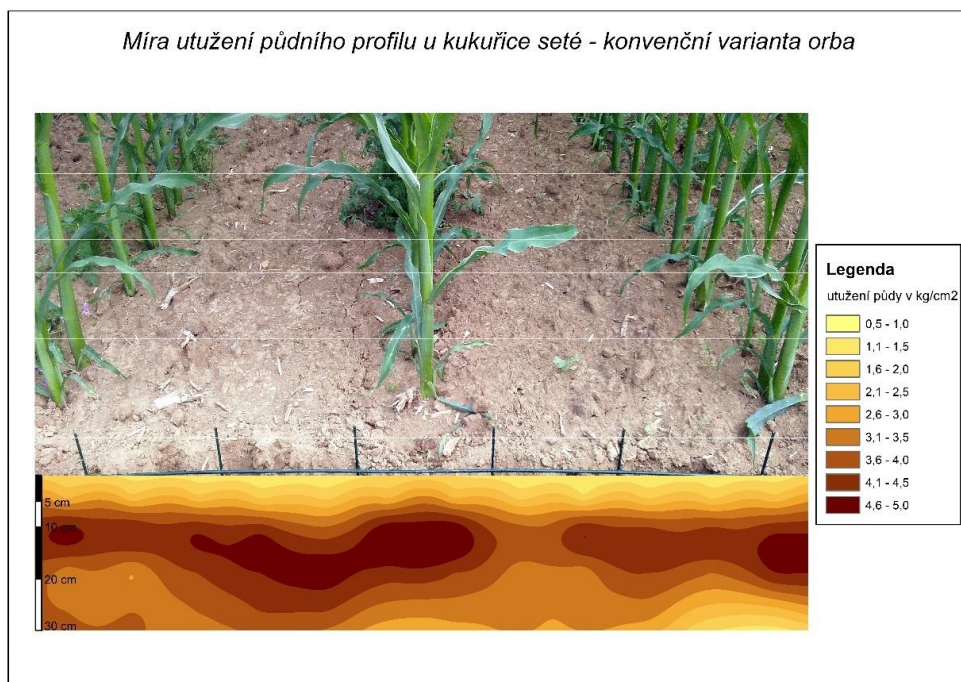 Míra utužení půdního profilu u kukuřice seté - konvenční varianta orba
Legenda
utužení půdy v kg/cm2
0,5 - 1,0
1,1 - 1,5
1,6 - 2,0
2,1 - 2,5
2,6 - 3,0
3,1 - 3,5
3,6 - 4,0
4,1 - 4,5
4,6 - 5,0
5 cm
10 cm
20 cm
30 cm